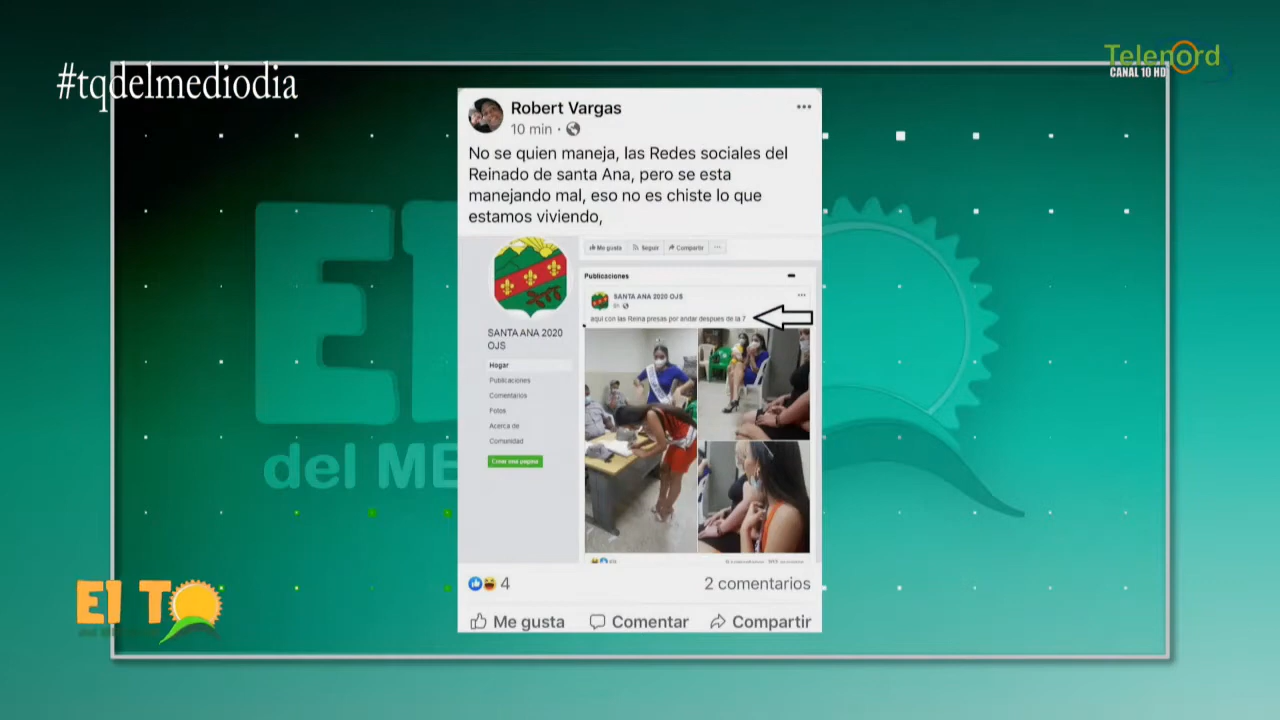 #tqdelmediodia
Telenord
CANAL 10 HD
Robert Vargas
10 min ·
No se quien maneja, las Redes sociales del
Reinado de santa Ana, pero se esta
manejando mal, eso no es chiste lo que
estamos viviendo,
Me gusta Seguir Compartir
SANTA ANA 2020
OJS
Hogar
Publicaciones
Comentarios
Fotos
Acerca de
Comunidad
Crear una página
Publicaciones
SANTA ANA 2020 OJS
aqui con las Reina presas por andar despues de la 7
4
2 comentarios
Me gusta Comentar Compartir
El T
del ME
El T